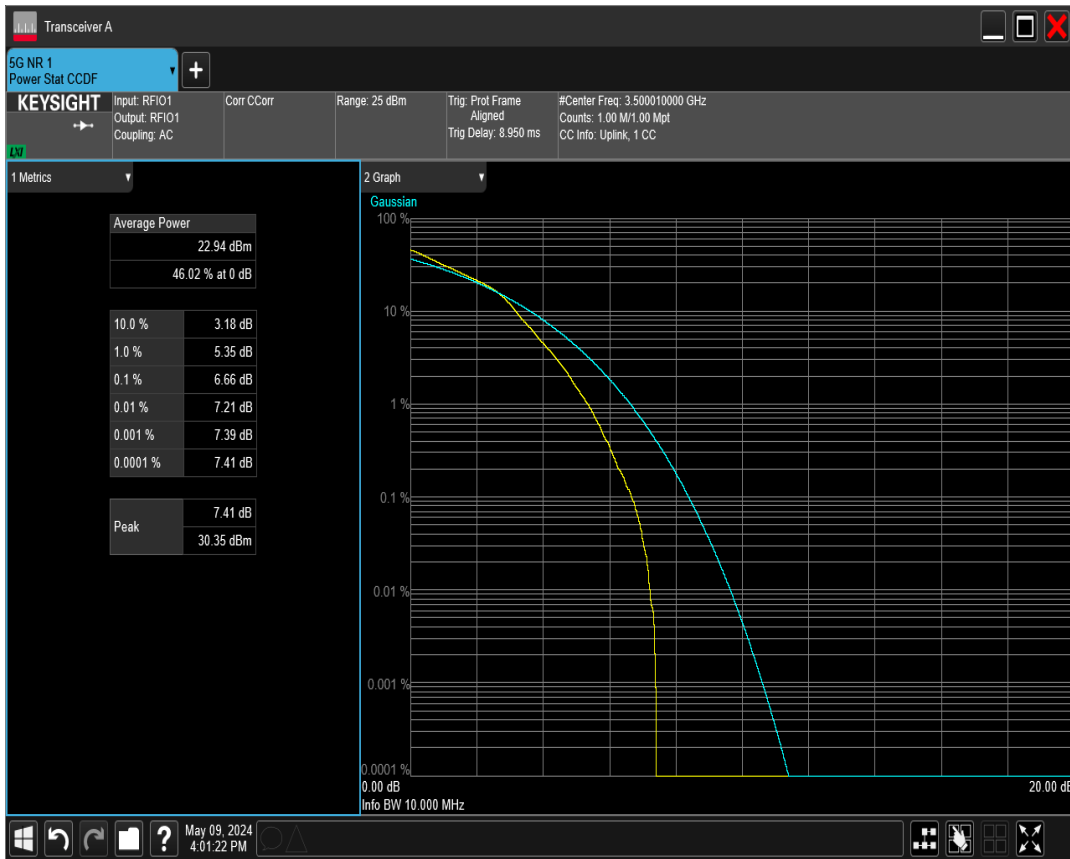 Transceiver A
5G NR 1
Power Stat CCDF
+
KEYSIGHT
LXI
Input: RFIO1
Output: RFIO1
Coupling: AC
Corr CCorr
Range: 25 dBm
Trig: Prot Frame
Aligned
Trig Delay: 8.950 ms
#Center Freq: 3.500010000 GHz
Counts: 1.00 M/1.00 Mpt
CC Info: Uplink, 1 CC
1 Metrics
Average Power
22.94 dBm
46.02 % at 0 dB
10.0 % 3.18 dB
1.0 % 5.35 dB
0.1 % 6.66 dB
0.01 % 7.21 dB
0.001 % 7.39 dB
0.0001 % 7.41 dB
Peak
7.41 dB
30.35 dBm
2 Graph
Gaussian
100 %
10 %
1 %
0.1 %
0.01 %
0.001 %
0.0001 %
0.00 dB 20.00 dB
Info BW 10.000 MHz
?
May 09, 2024
4:01:22 PM